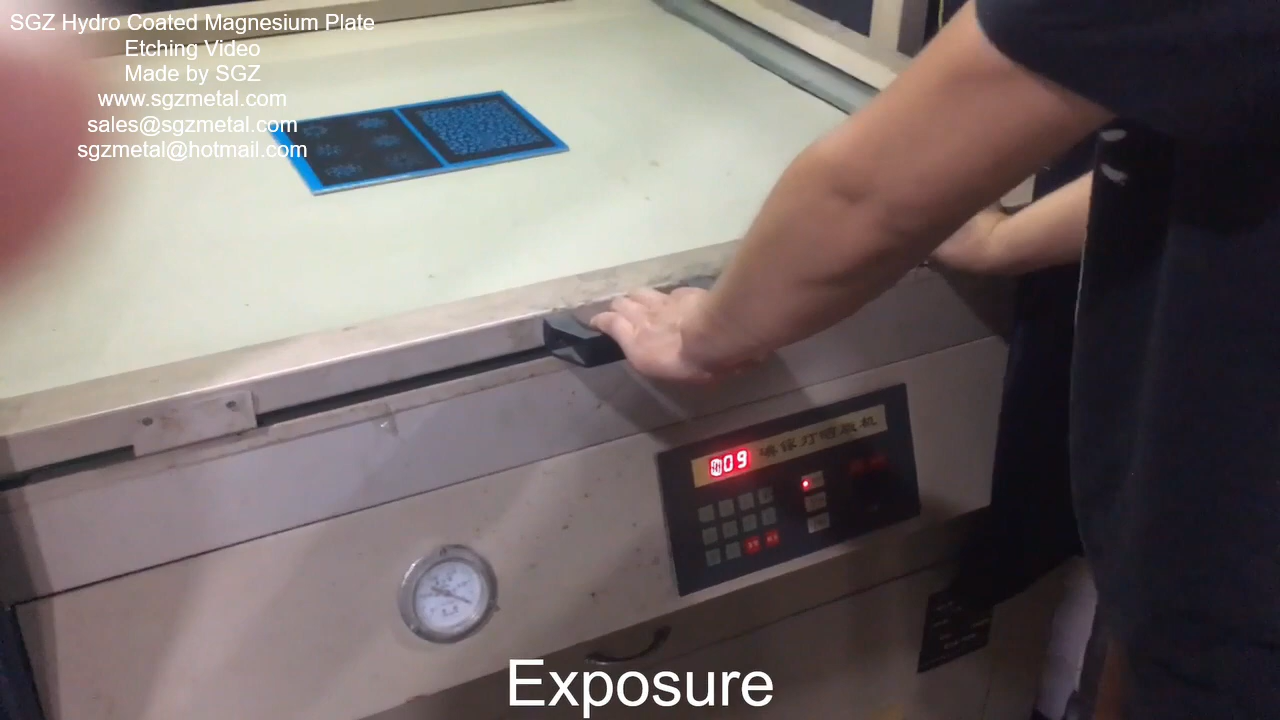 SGZ Hydro Coated Magnesium Plate
Etching Video
Made by SGZ
www.sgzmetal.com
sales@sgzmetal.com
sgzmetal@hotmail.com
009
Exposure